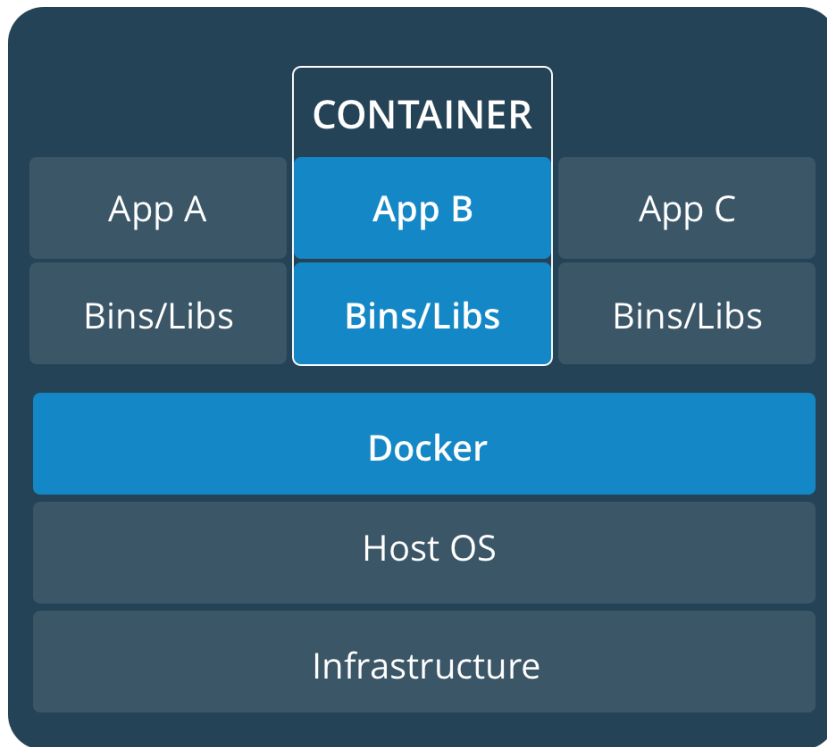 CONTAINER
App A
App B
App C
Bins/Libs
Bins/Libs
Bins/Libs
Docker
Host OS
Infrastructure